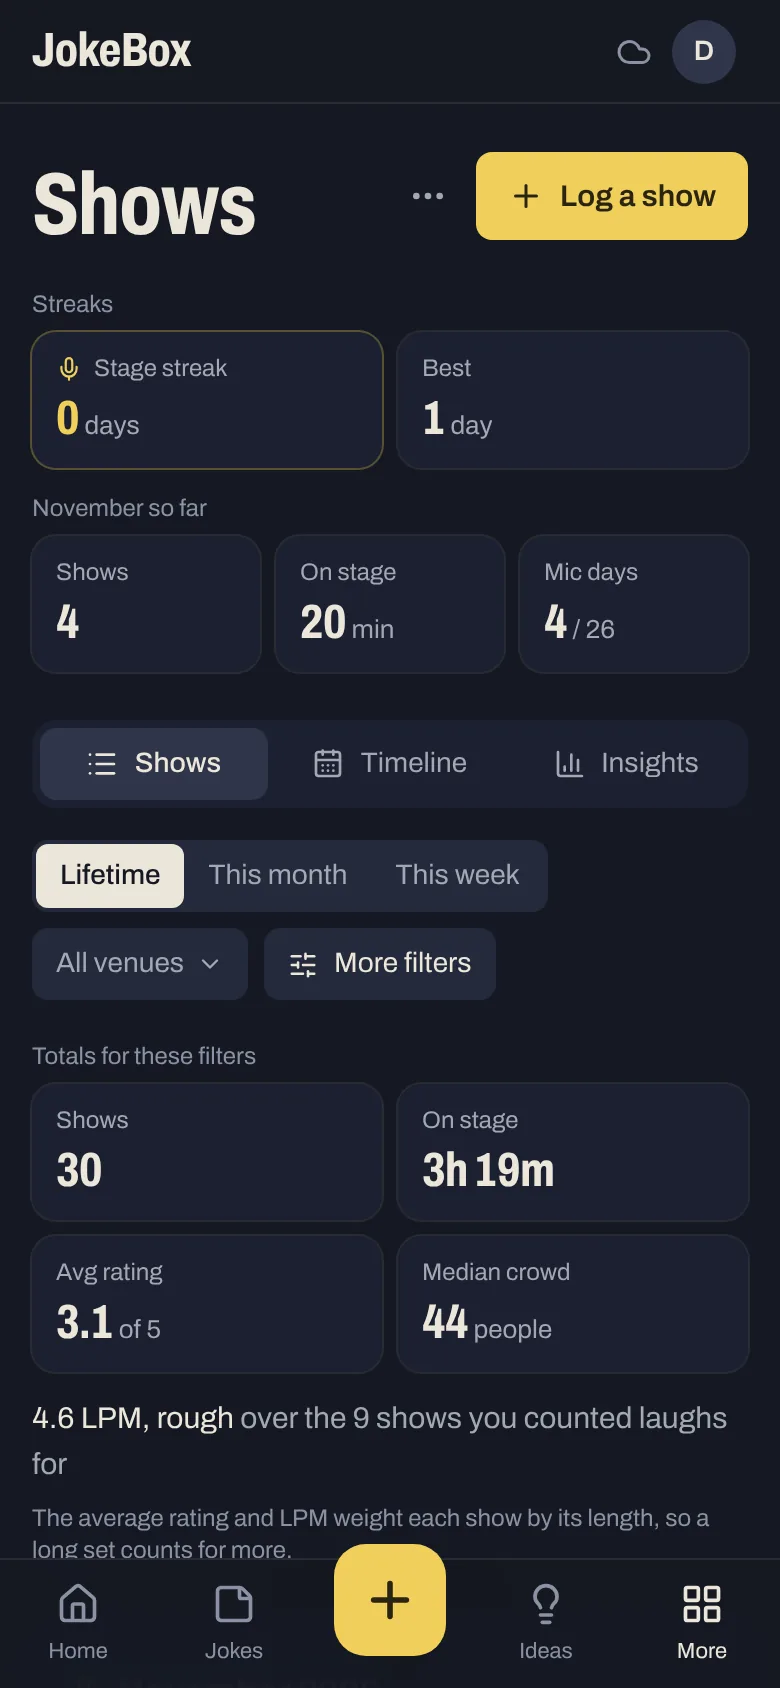 JokeBox
D
Shows
Log a show
Streaks
Stage streak
0 days
Best
1 day
November so far
Shows
4
On stage
20 min
Mic days
4 / 26
Shows
Timeline
Insights
Lifetime
This month
This week
All venues
More filters
Totals for these filters
Shows
30
On stage
3h 19m
Avg rating
3.1 of 5
Median crowd
44 people
4.6 LPM, rough over the 9 shows you counted laughs
for
The average rating and LPM weight each show by its length, so a
long set counts for more.
Home
Jokes
Ideas
More